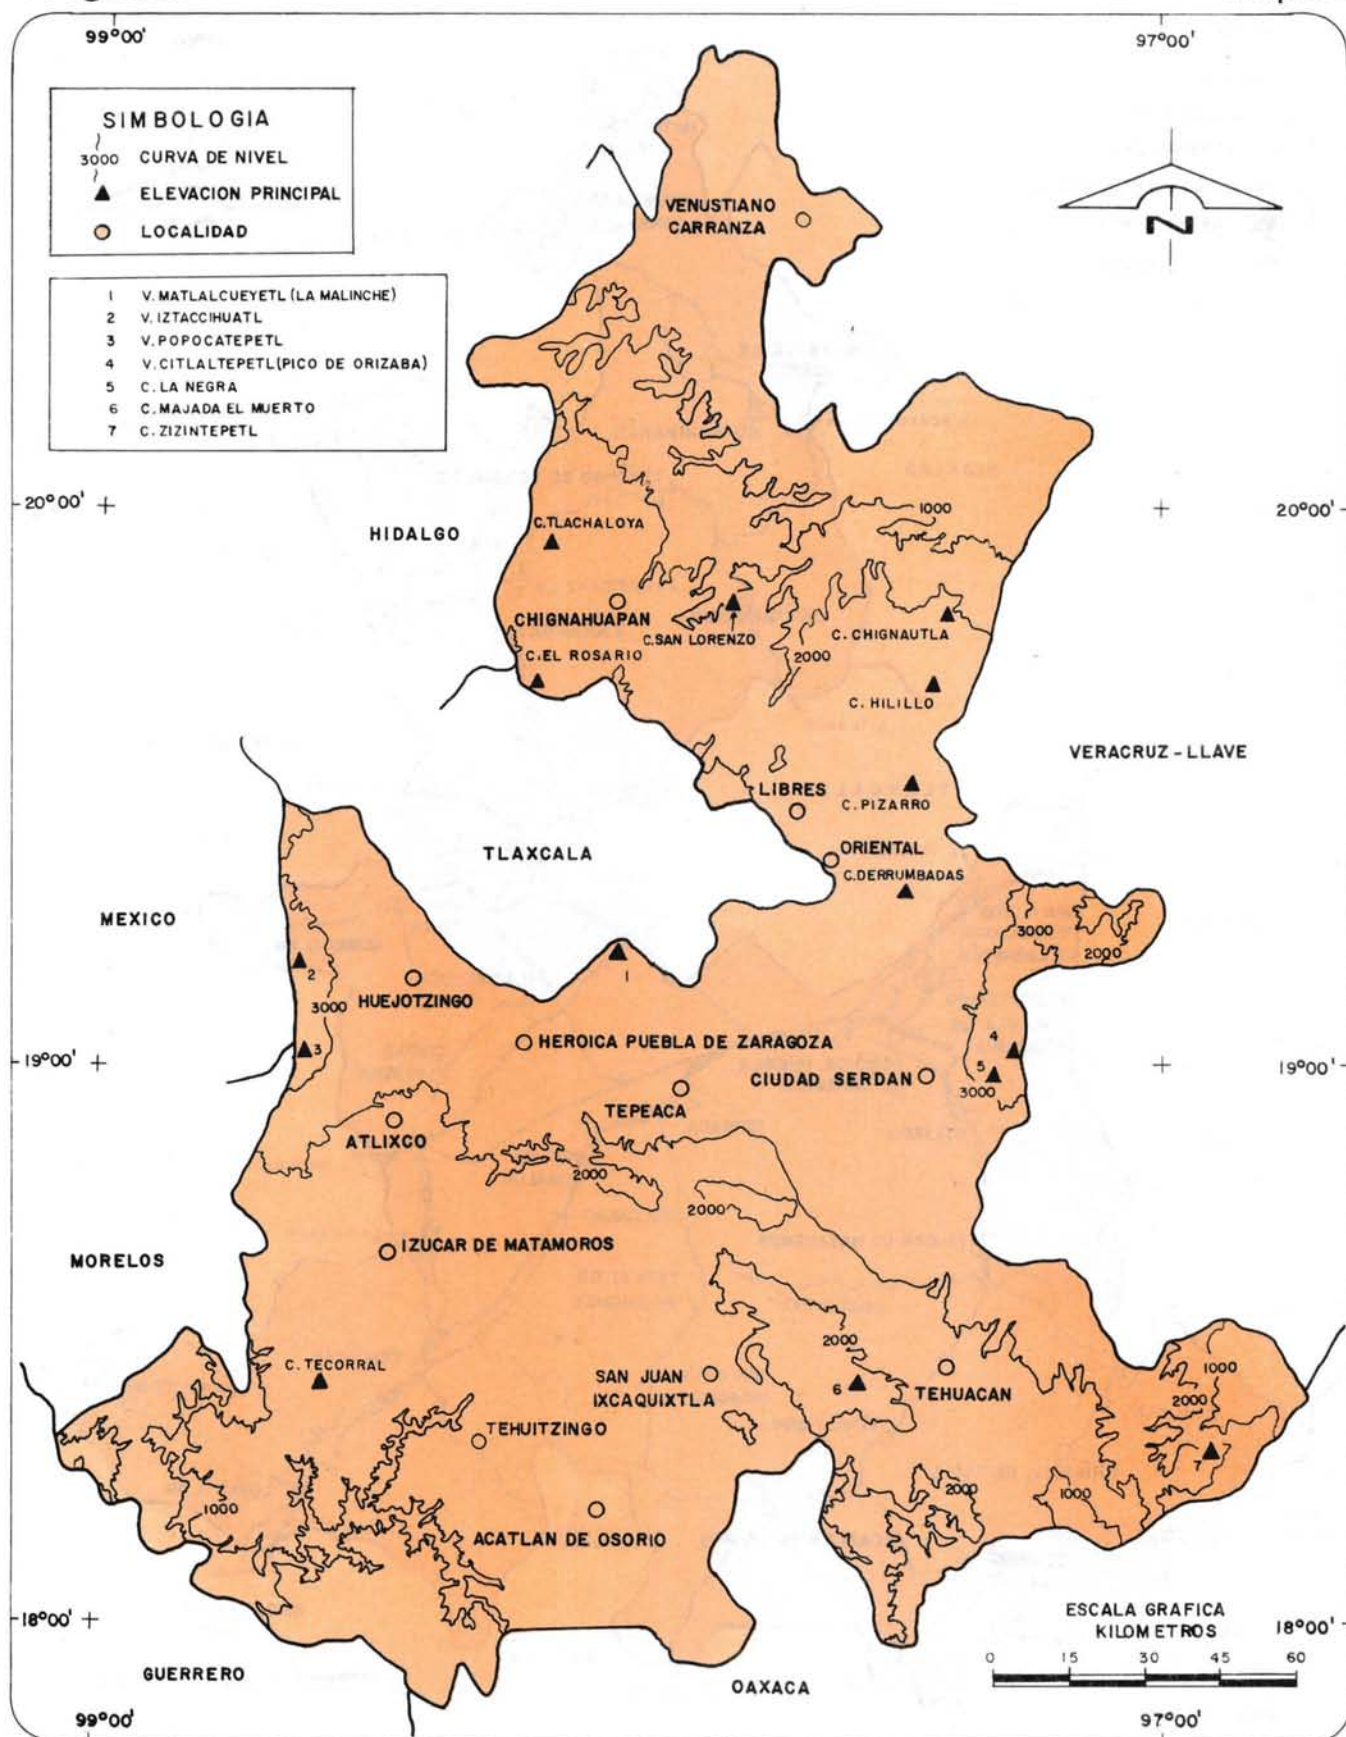 99°00'
97°00'
SIMBOLOGIA
3000 CURVA DE NIVEL
▲ ELEVACION PRINCIPAL
○ LOCALIDAD
1 V. MATLALCUEYETL (LA MALINCHE)
2 V. IZTACCIHUATL
3 V. POPOCATEPETL
4 V. CITLALTEPETL (PICO DE ORIZABA)
5 C. LA NEGRA
6 C. MAJADA EL MUERTO
7 C. ZIZINTEPETL
N
VENUSTIANO
CARRANZA
20°00'
20°00'
HIDALGO
C. TLACHALOYA
1000
CHIGNAHUAPAN
C. SAN LORENZO
C. CHIGNAUTLA
C. EL ROSARIO
2000
C. HILILLO
VERACRUZ-LLAVE
LIBRES
C. PIZARRO
TLAXCALA
ORIENTAL
C. DERRUMBADAS
MEXICO
3000
2000
2
1
3000
HUEJOTZINGO
HEROICA PUEBLA DE ZARAGOZA
4
3
19°00'
19°00'
CIUDAD SERDAN
5
3000
TEPEACA
ATLIXCO
2000
2000
IZUCAR DE MATAMOROS
MORELOS
2000
1000
C. TECORRAL
SAN JUAN
IXCAQUIXTLA
6
TEHUACAN
2000
TEHUITZINGO
7
1000
2000
1000
ACATLAN DE OSORIO
18°00'
18°00'
ESCALA GRAFICA
KILOMETROS
0 15 30 45 60
GUERRERO
OAXACA
99°00'
97°00'